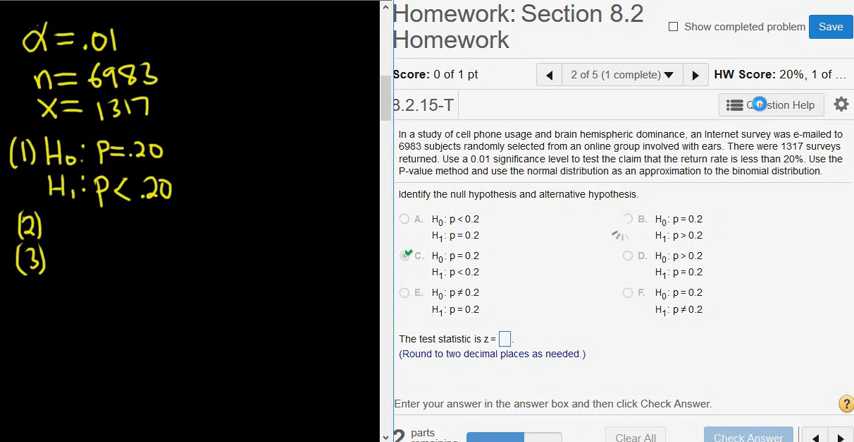 α = .01
n = 6983
x = 1317
(1) H₀: P = .20
H₁: P < .20
(2)
(3)
Homework: Section 8.2
Homework
Show completed problem
Save
Score: 0 of 1 pt
2 of 5 (1 complete)
HW Score: 20%, 1 of ...
8.2.15-T
Question Help
In a study of cell phone usage and brain hemispheric dominance, an Internet survey was e-mailed to
6983 subjects randomly selected from an online group involved with ears. There were 1317 surveys
returned. Use a 0.01 significance level to test the claim that the return rate is less than 20%. Use the
P-value method and use the normal distribution as an approximation to the binomial distribution.
Identify the null hypothesis and alternative hypothesis.
A. H₀: p < 0.2
H₁: p = 0.2
B. H₀: p = 0.2
H₁: p > 0.2
C. H₀: p = 0.2
H₁: p < 0.2
D. H₀: p > 0.2
H₁: p = 0.2
E. H₀: p ≠ 0.2
H₁: p = 0.2
F. H₀: p = 0.2
H₁: p ≠ 0.2
The test statistic is z = .
(Round to two decimal places as needed.)
Enter your answer in the answer box and then click Check Answer.
?
2 parts
remaining
Clear All
Check Answer